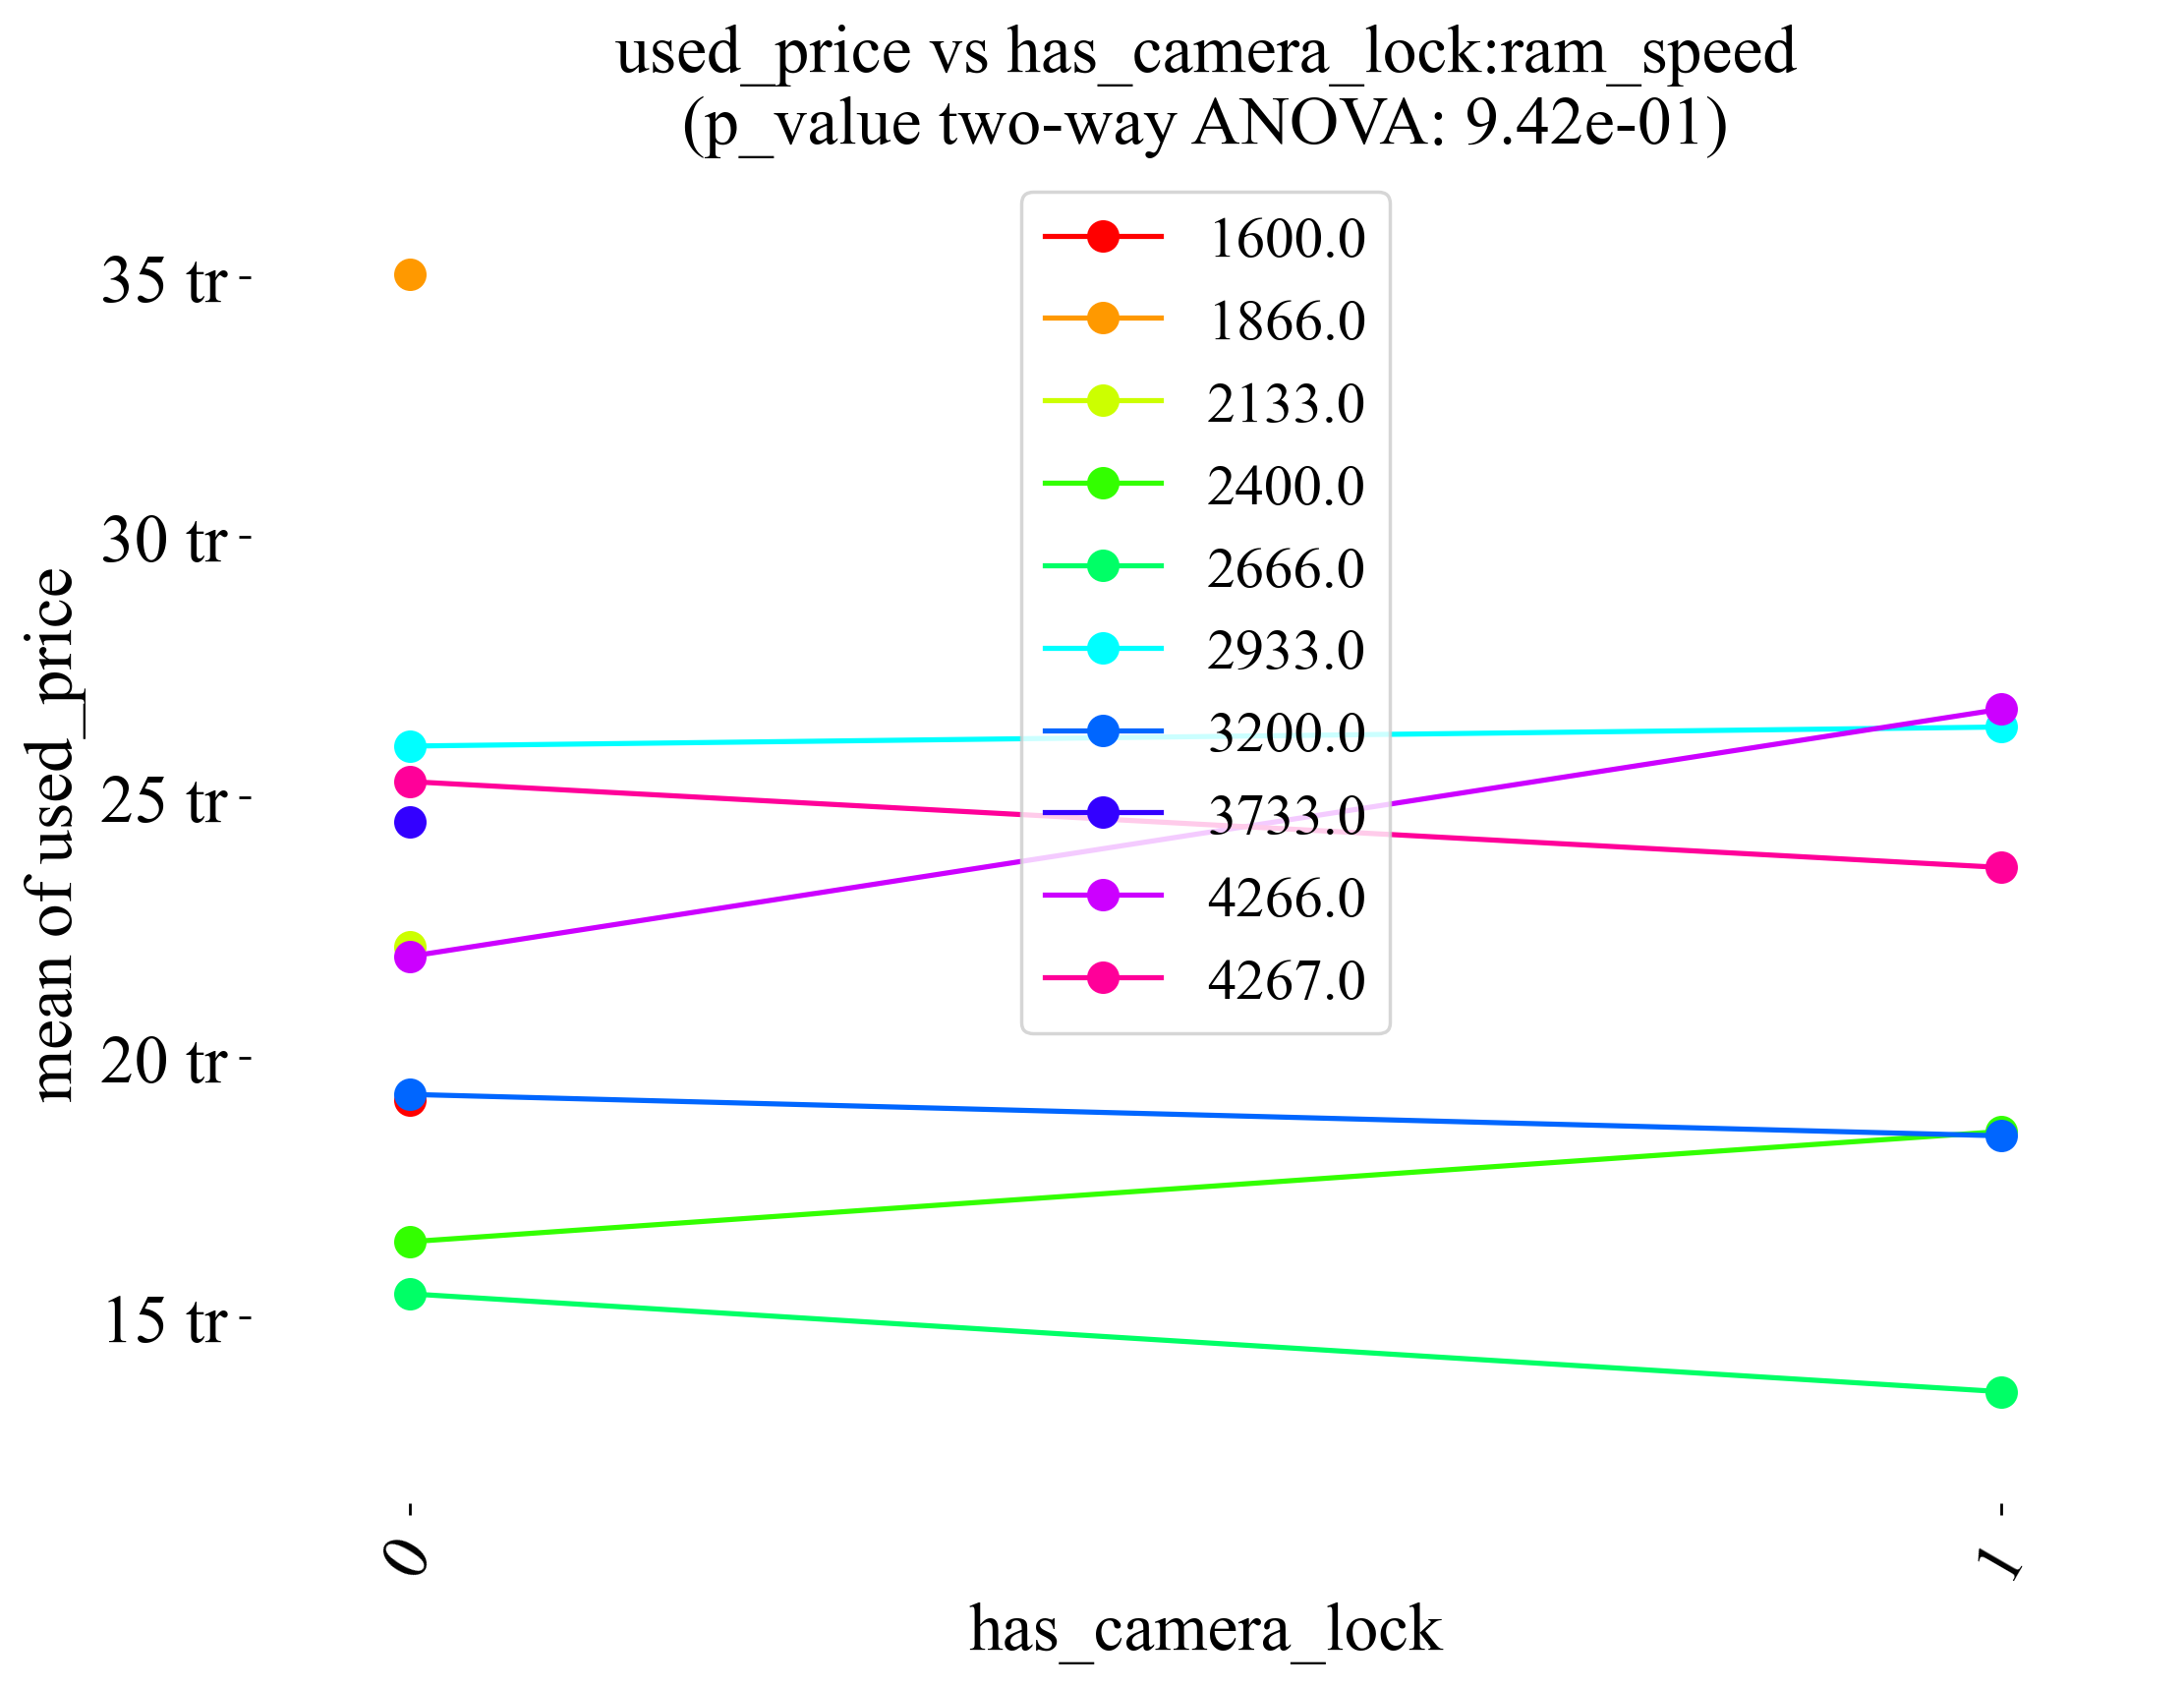 used_price vs has_camera_lock:ram_speed
(p_value two-way ANOVA: 9.42e-01)
1600.0
1866.0
2133.0
2400.0
2666.0
2933.0
3200.0
3733.0
4266.0
4267.0
35 tr
30 tr
25 tr
20 tr
15 tr
mean of used_price
0
1
has_camera_lock